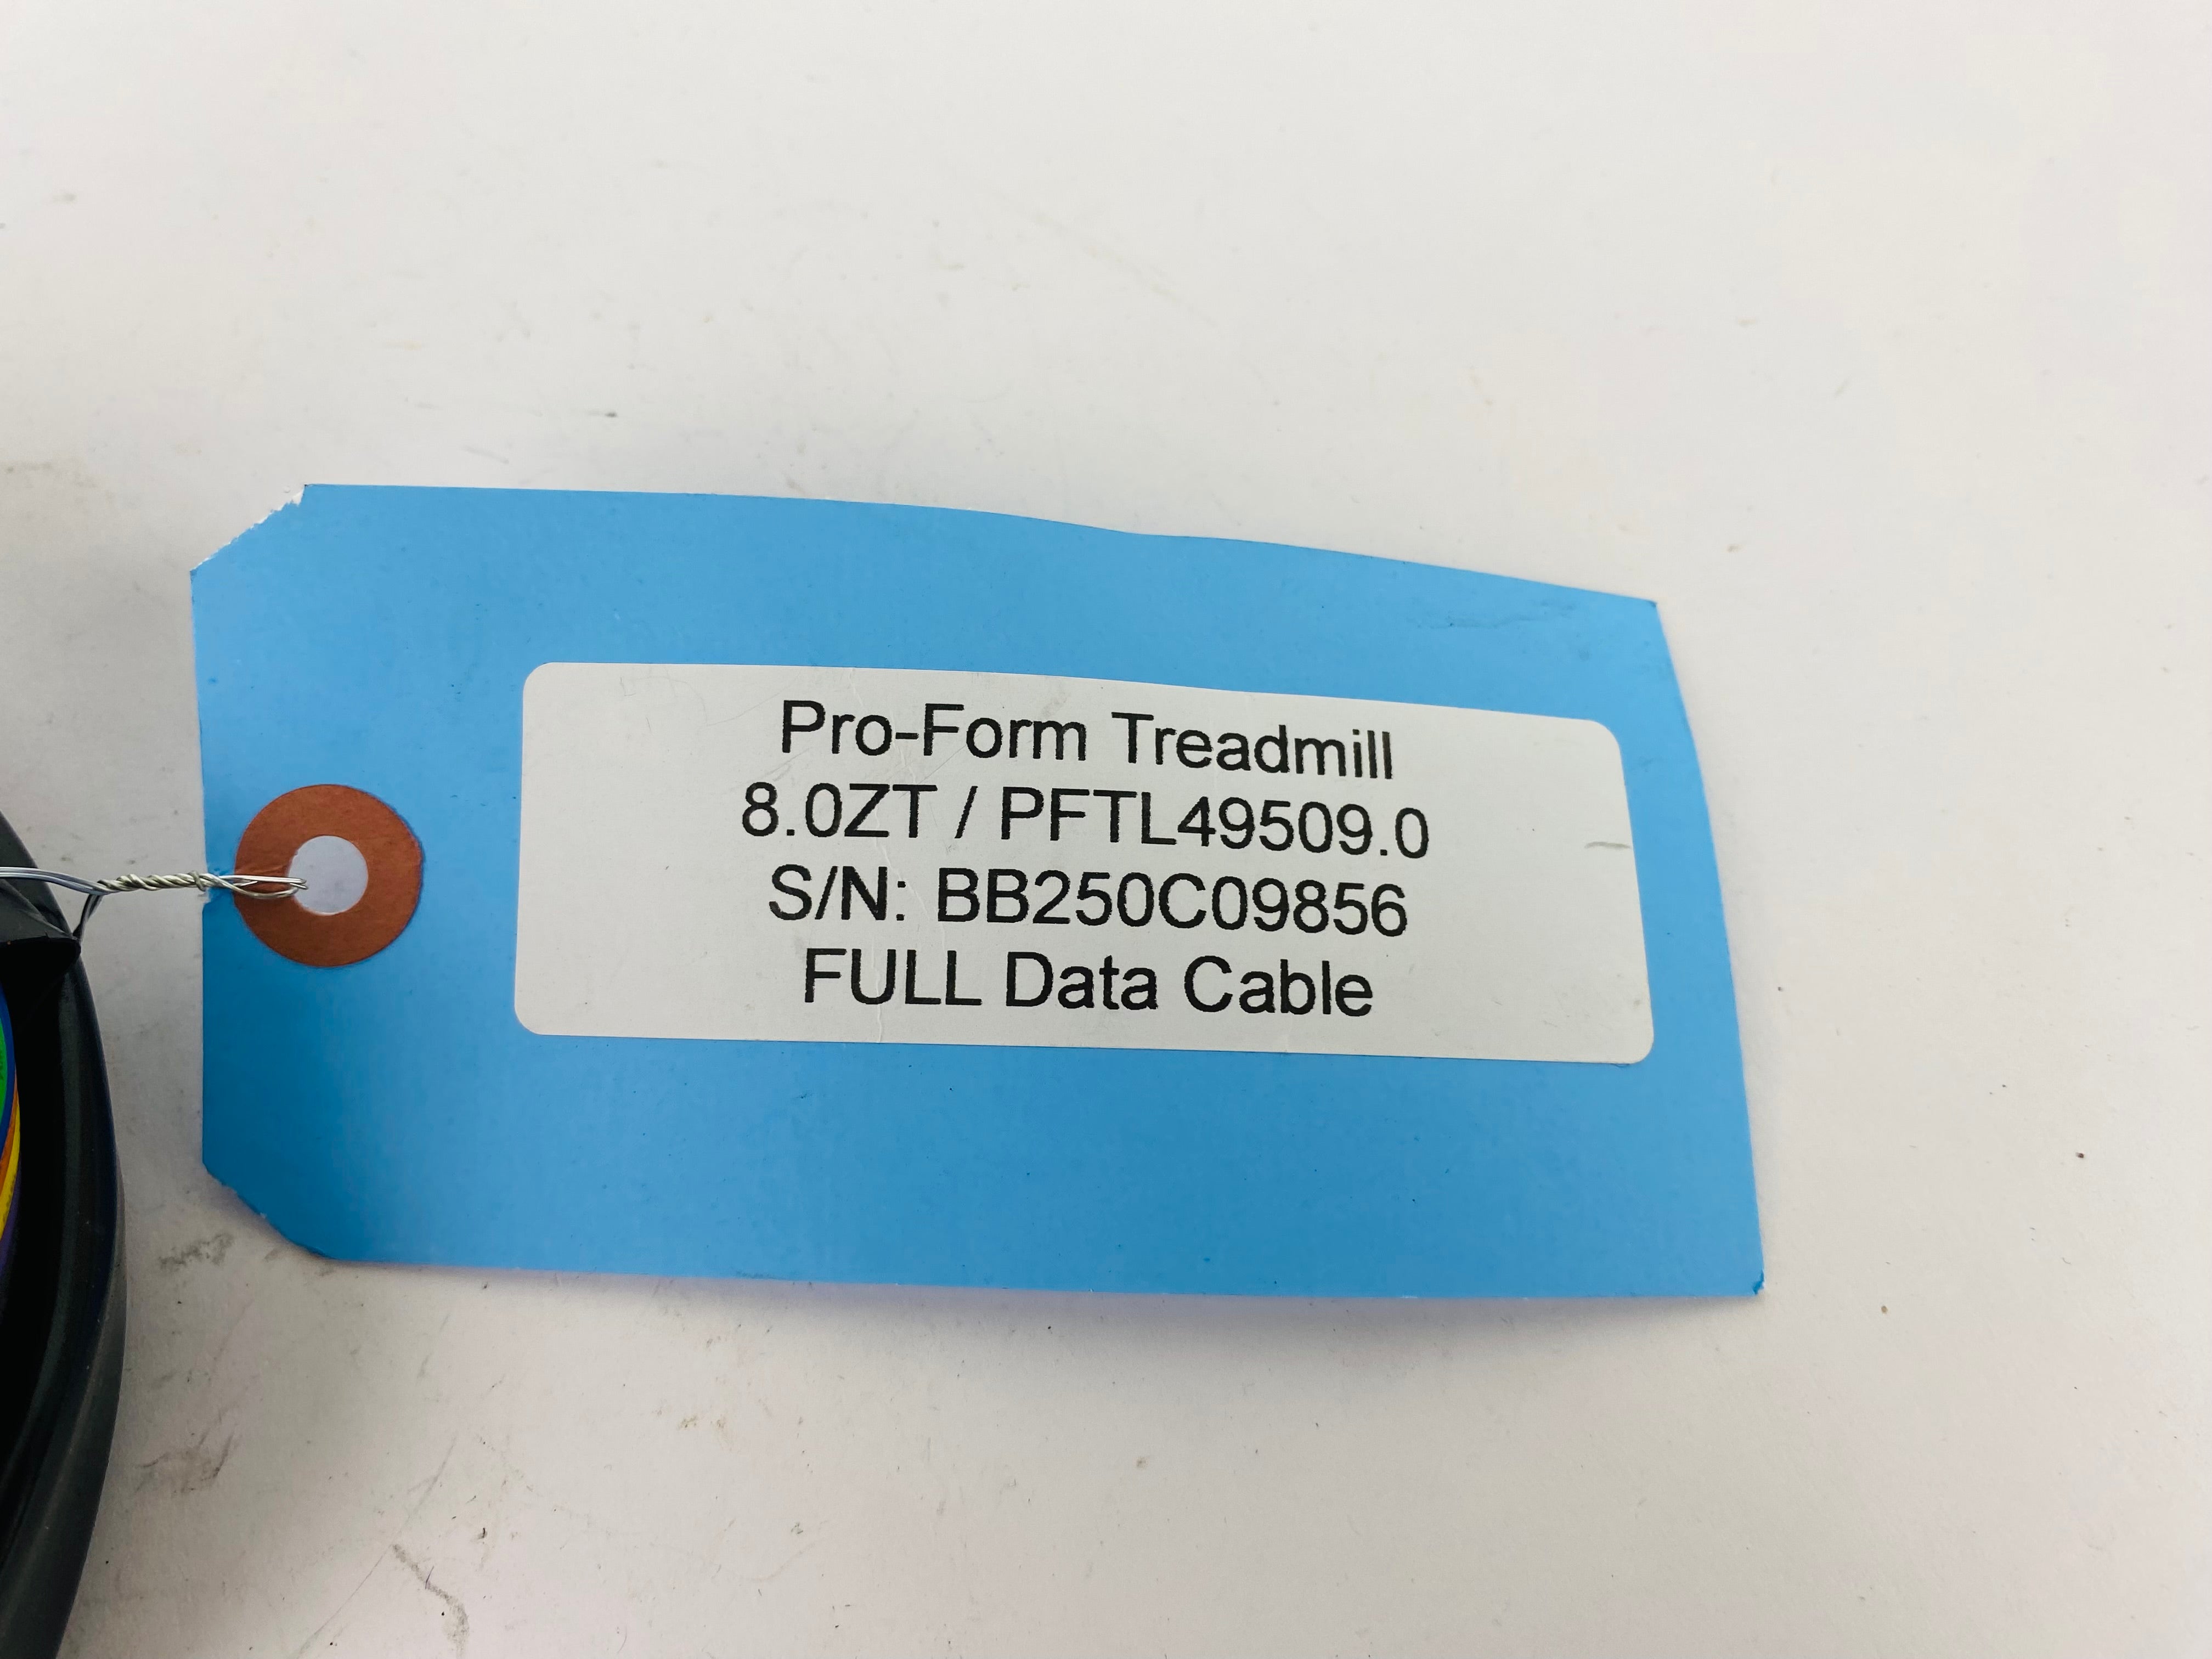 Pro-Form Treadmill
8.0ZT / PFTL49509.0
S/N: BB250C09856
FULL Data Cable